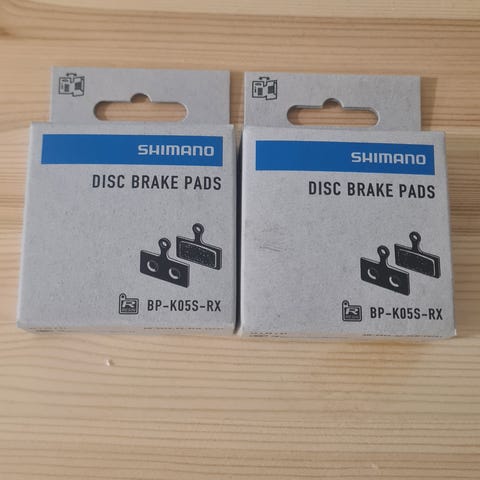 SHIMANO
DISC BRAKE PADS
BP-K05S-RX
SHIMANO
DISC BRAKE PADS
BP-K05S-RX